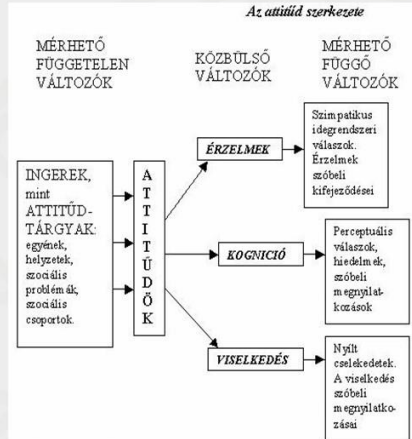 Az attitűd szerkezete
MÉRHETŐ
FÜGGETELEN
VÁLTOZÓK
KÖZBÜLSŐ
VÁLTOZÓK
MÉRHETŐ
FÜGGŐ
VÁLTOZÓK
INGEREK,
mint
ATTITŰD-
TÁRGYAK:
egyének,
helyzetek,
szociális
problémák,
szociális
csoportok.
A
T
T
I
T
Ű
D
Ö
K
ÉRZELMEK
Szimpatikus
idegrendszeri
válaszok.
Érzelmek
szóbeli
kifejeződései
KOGNICIÓ
Perceptuális
válaszok,
hiedelmek,
szóbeli
megnyilat-
kozások
VISELKEDÉS
Nyílt
cselekedetek.
A viselkedés
szóbeli
megnyilatko-
zásai